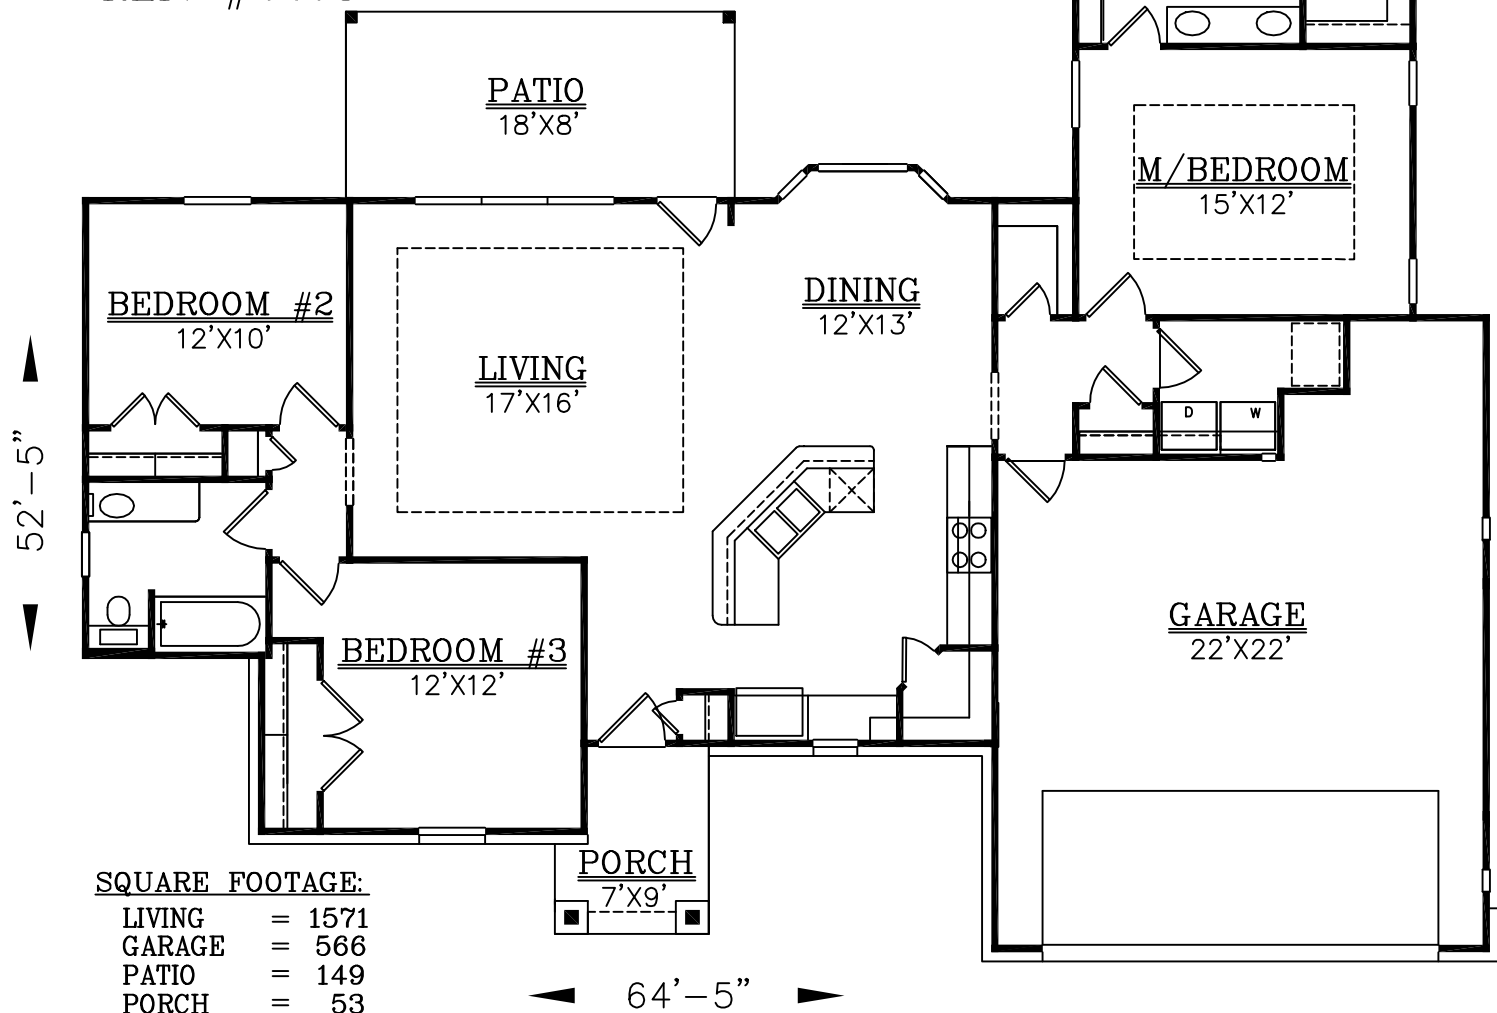 PATIO
18'X8'
M/BEDROOM
15'X12'
BEDROOM #2
12'X10'
DINING
12'X13'
LIVING
17'X16'
D W
52'-5"
GARAGE
22'X22'
BEDROOM #3
12'X12'
PORCH
7'X9'
SQUARE FOOTAGE:
LIVING = 1571
GARAGE = 566
PATIO = 149
PORCH = 53
64'-5"